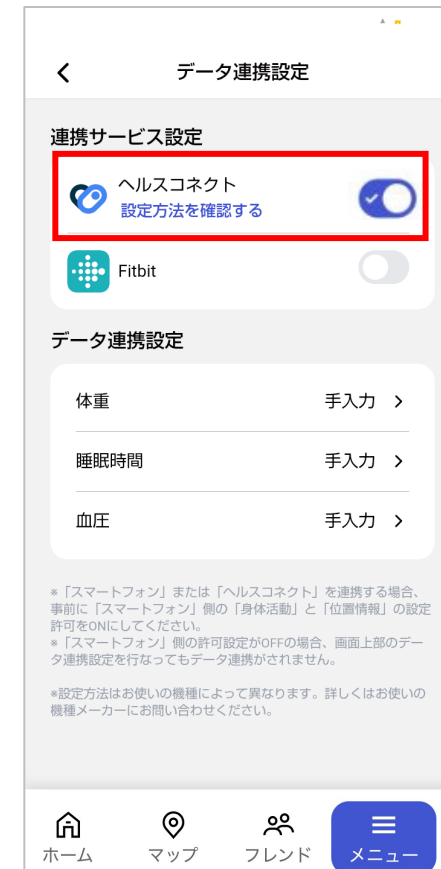 データ連携設定
連携サービス設定
ヘルスコネクト
設定方法を確認する
Fitbit
データ連携設定
体重 手入力
睡眠時間 手入力
血圧 手入力
※「スマートフォン」または「ヘルスコネクト」を連携する場合、
事前に「スマートフォン」側の「身体活動」と「位置情報」の設定
許可をONにしてください。
※「スマートフォン」側の許可設定がOFFの場合、画面上部のデー
タ連携設定を行なってもデータ連携がされません。
※設定方法はお使いの機種によって異なります。詳しくはお使いの
機種メーカーにお問い合わせください。
ホーム マップ フレンド メニュー